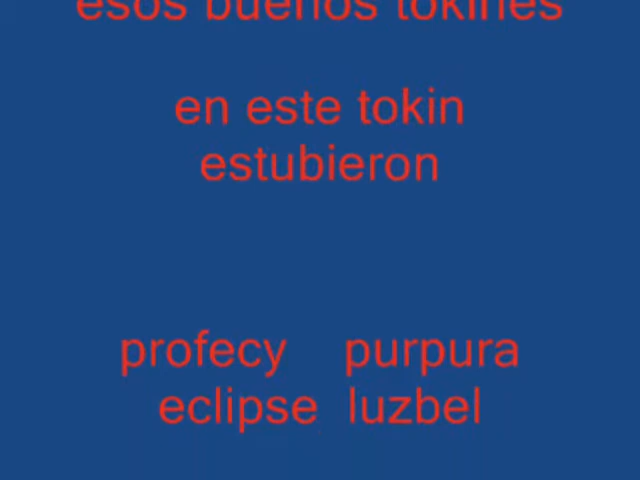 esos buenos tokines
en este tokin
estubieron
profecy purpura
eclipse luzbel